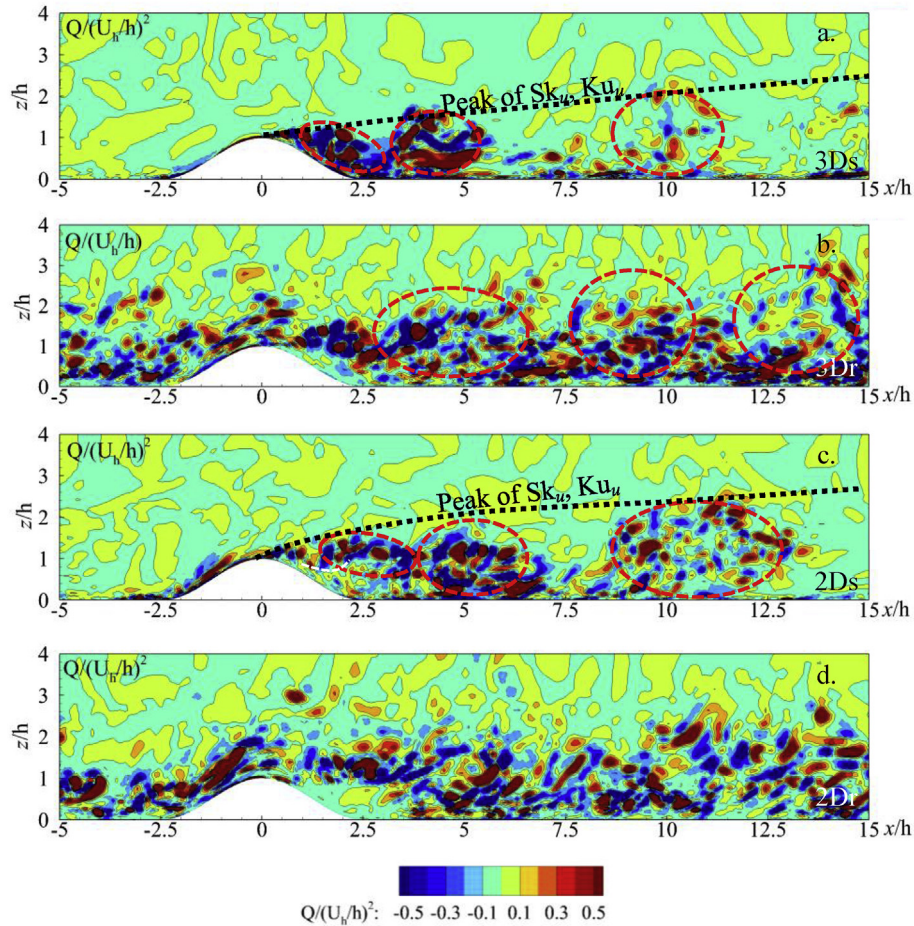 4 Q/(U_h/h)^2 a.
3
z/h
2 Peak of Sk_u, Ku_u
1
0 3Ds
-5 -2.5 0 2.5 5 7.5 10 12.5 15 x/h
4 Q/(U_h/h) b.
3
z/h
2
1
0 3Dr
-5 -2.5 0 2.5 5 7.5 10 12.5 15 x/h
4 Q/(U_h/h)^2 c.
3
z/h
2 Peak of Sk_u, Ku_u
1
0 2Ds
-5 -2.5 0 2.5 5 7.5 10 12.5 15 x/h
4 Q/(U_h/h)^2 d.
3
z/h
2
1
0 2Dr
-5 -2.5 0 2.5 5 7.5 10 12.5 15 x/h
Q/(U_h/h)^2: -0.5 -0.3 -0.1 0.1 0.3 0.5